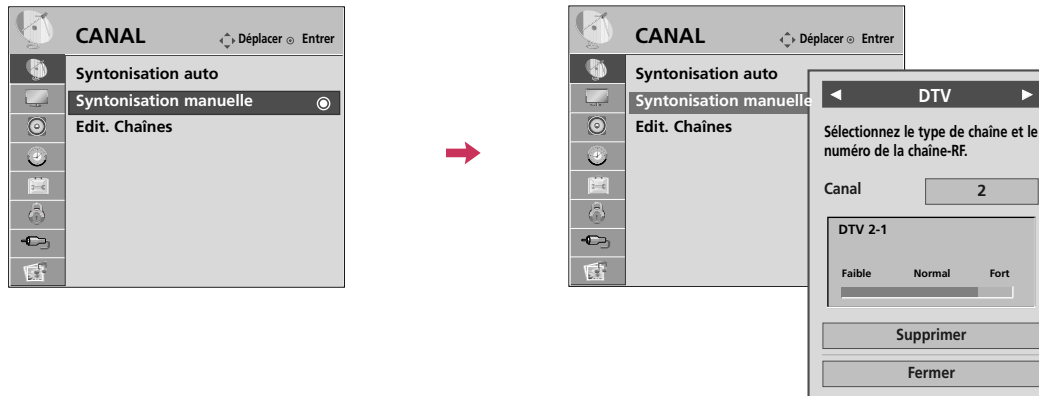 CANAL
Déplacer Entrer
Syntonisation auto
Syntonisation manuelle
Edit. Chaînes
CANAL
Déplacer Entrer
Syntonisation auto
Syntonisation manuelle
Edit. Chaînes
DTV
Sélectionnez le type de chaîne et le
numéro de la chaîne-RF.
Canal 2
DTV 2-1
Faible Normal Fort
Supprimer
Fermer